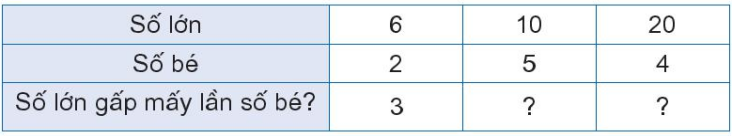 Số lớn 6 10 20
Số bé 2 5 4
Số lớn gấp mấy lần số bé? 3 ? ?